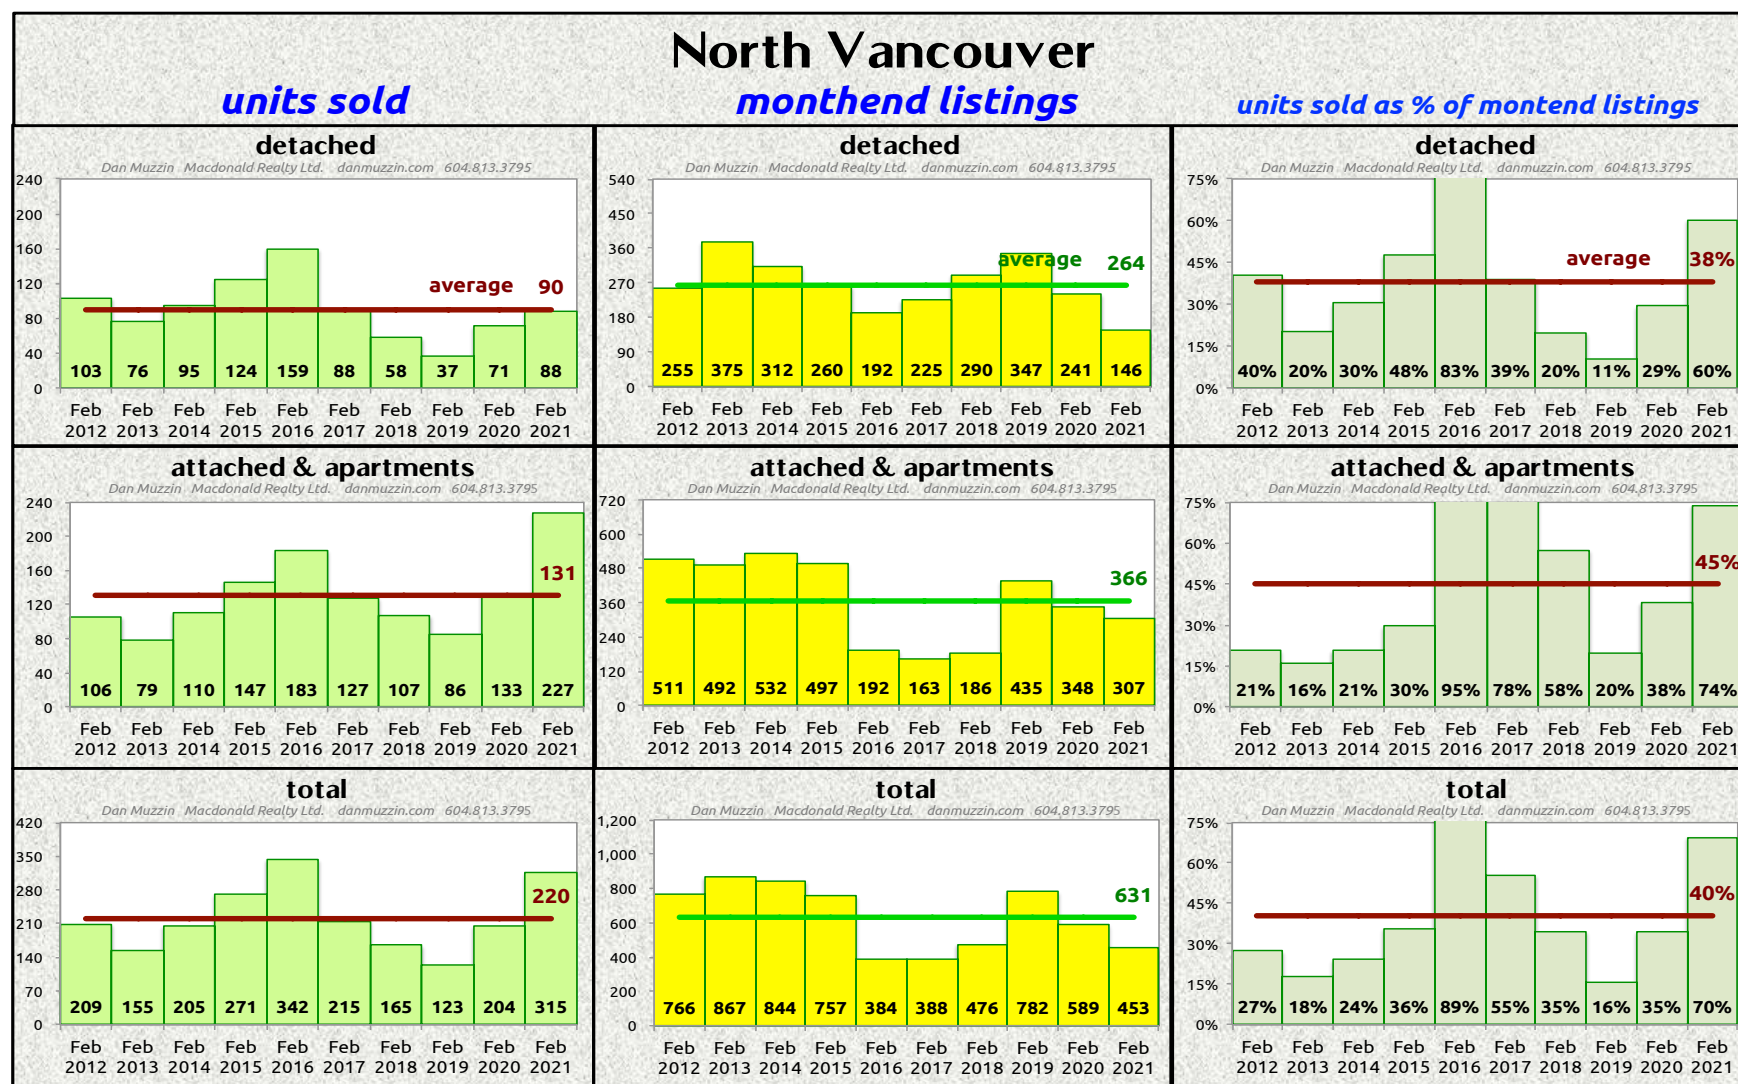 North Vancouver
units sold
monthend listings
units sold as % of montend listings
detached
Dan Muzzin Macdonald Realty Ltd. danmuzzin.com 604.813.3795
240
200
160
120
80
40
0
average 90
103 76 95 124 159 88 58 37 71 88
Feb Feb Feb Feb Feb Feb Feb Feb Feb Feb
2012 2013 2014 2015 2016 2017 2018 2019 2020 2021
detached
Dan Muzzin Macdonald Realty Ltd. danmuzzin.com 604.813.3795
540
450
360
270
180
90
0
average 264
255 375 312 260 192 225 290 347 241 146
Feb Feb Feb Feb Feb Feb Feb Feb Feb Feb
2012 2013 2014 2015 2016 2017 2018 2019 2020 2021
detached
Dan Muzzin Macdonald Realty Ltd. danmuzzin.com 604.813.3795
75%
60%
45%
30%
15%
0%
average 38%
40% 20% 30% 48% 83% 39% 20% 11% 29% 60%
Feb Feb Feb Feb Feb Feb Feb Feb Feb Feb
2012 2013 2014 2015 2016 2017 2018 2019 2020 2021
attached & apartments
Dan Muzzin Macdonald Realty Ltd. danmuzzin.com 604.813.3795
240
200
160
120
80
40
0
131
106 79 110 147 183 127 107 86 133 227
Feb Feb Feb Feb Feb Feb Feb Feb Feb Feb
2012 2013 2014 2015 2016 2017 2018 2019 2020 2021
attached & apartments
Dan Muzzin Macdonald Realty Ltd. danmuzzin.com 604.813.3795
720
600
480
360
240
120
0
366
511 492 532 497 192 163 186 435 348 307
Feb Feb Feb Feb Feb Feb Feb Feb Feb Feb
2012 2013 2014 2015 2016 2017 2018 2019 2020 2021
attached & apartments
Dan Muzzin Macdonald Realty Ltd. danmuzzin.com 604.813.3795
75%
60%
45%
30%
15%
0%
45%
21% 16% 21% 30% 95% 78% 58% 20% 38% 74%
Feb Feb Feb Feb Feb Feb Feb Feb Feb Feb
2012 2013 2014 2015 2016 2017 2018 2019 2020 2021
total
Dan Muzzin Macdonald Realty Ltd. danmuzzin.com 604.813.3795
420
350
280
210
140
70
0
220
209 155 205 271 342 215 165 123 204 315
Feb Feb Feb Feb Feb Feb Feb Feb Feb Feb
2012 2013 2014 2015 2016 2017 2018 2019 2020 2021
total
Dan Muzzin Macdonald Realty Ltd. danmuzzin.com 604.813.3795
1,200
1,000
800
600
400
200
0
631
766 867 844 757 384 388 476 782 589 453
Feb Feb Feb Feb Feb Feb Feb Feb Feb Feb
2012 2013 2014 2015 2016 2017 2018 2019 2020 2021
total
Dan Muzzin Macdonald Realty Ltd. danmuzzin.com 604.813.3795
75%
60%
45%
30%
15%
0%
40%
27% 18% 24% 36% 89% 55% 35% 16% 35% 70%
Feb Feb Feb Feb Feb Feb Feb Feb Feb Feb
2012 2013 2014 2015 2016 2017 2018 2019 2020 2021